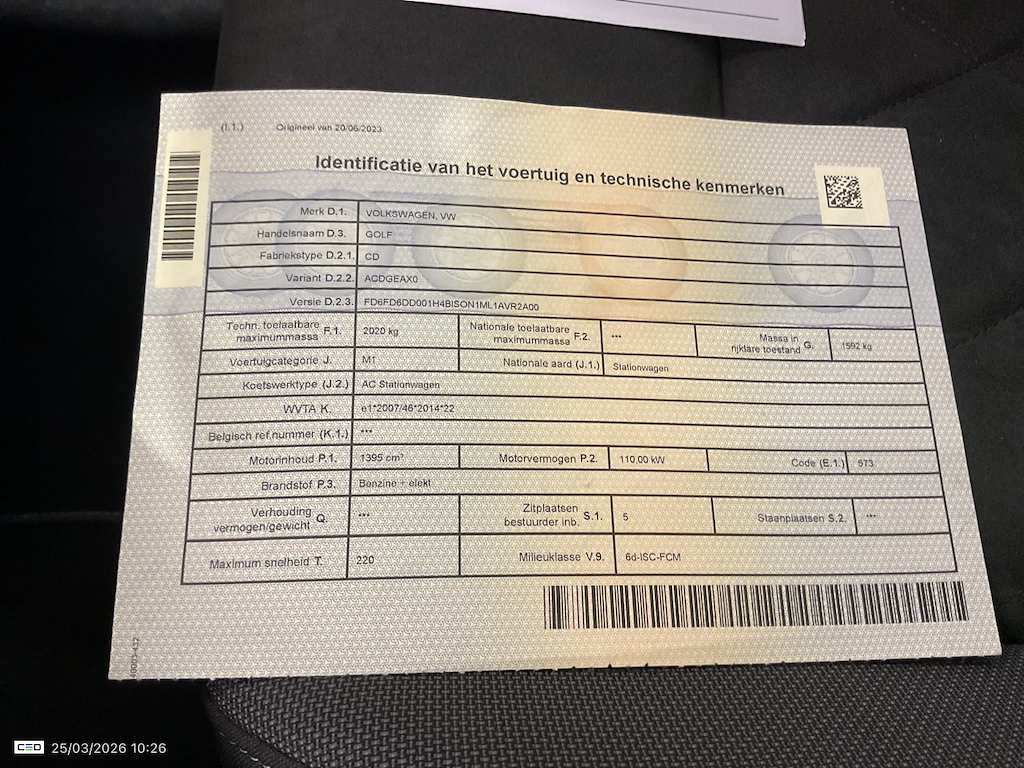 (I.1.) Origineel van 20/06/2023
Identificatie van het voertuig en technische kenmerken
Merk D.1. VOLKSWAGEN, VW
Handelsnaam D.3. GOLF
Fabriekstype D.2.1. CD
Variant D.2.2. ACDGEAX0
Versie D.2.3. FD6FD6DD001H4BISON1ML1AVR2A00
Techn. toelaatbare maximummassa F.1. 2020 kg Nationale toelaatbare maximummassa F.2. *** Massa in rijklare toestand G. 1592 kg
Voertuigcategorie J. M1 Nationale aard (J.1.) Stationwagen
Koetswerktype (J.2.) AC Stationwagen
WVTA K. e1*2007/46*2014*22
Belgisch ref.nummer (K.1.) ***
Motorinhoud P.1. 1395 cm³ Motorvermogen P.2. 110,00 kW Code (E.1.) 573
Brandstof P.3. Benzine + elekt
Verhouding vermogen/gewicht Q. *** Zitplaatsen bestuurder inb. S.1. 5 Staanplaatsen S.2. ***
Maximum snelheid T. 220 Milieuklasse V.9. 6d-ISC-FCM
CEO 25/03/2026 10:26